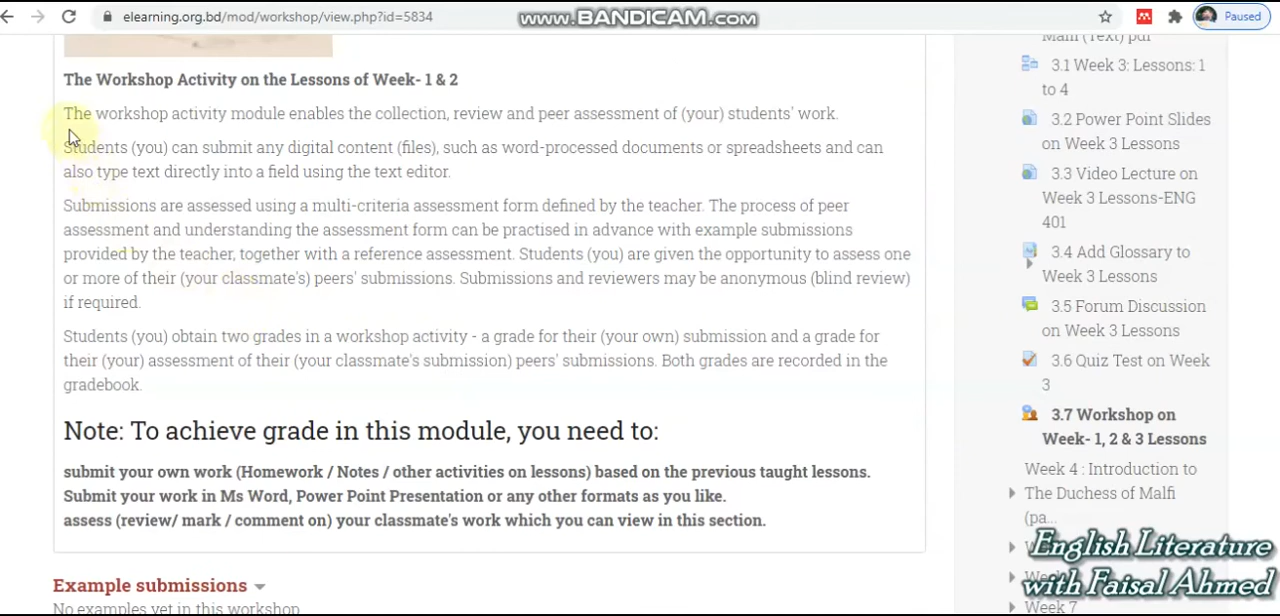 elearning.org.bd/mod/workshop/view.php?id=5834
www.BANDICAM.com
Paused
The Workshop Activity on the Lessons of Week- 1 & 2
The workshop activity module enables the collection, review and peer assessment of (your) students' work.
Students (you) can submit any digital content (files), such as word-processed documents or spreadsheets and can
also type text directly into a field using the text editor.
Submissions are assessed using a multi-criteria assessment form defined by the teacher. The process of peer
assessment and understanding the assessment form can be practised in advance with example submissions
provided by the teacher, together with a reference assessment. Students (you) are given the opportunity to assess one
or more of their (your classmate's) peers' submissions. Submissions and reviewers may be anonymous (blind review)
if required.
Students (you) obtain two grades in a workshop activity - a grade for their (your own) submission and a grade for
their (your) assessment of their (your classmate's submission) peers' submissions. Both grades are recorded in the
gradebook.
Note: To achieve grade in this module, you need to:
submit your own work (Homework / Notes / other activities on lessons) based on the previous taught lessons.
Submit your work in Ms Word, Power Point Presentation or any other formats as you like.
assess (review/ mark / comment on) your classmate's work which you can view in this section.
Example submissions
No examples yet in this workshop
(Text) pdf
3.1 Week 3: Lessons: 1
to 4
3.2 Power Point Slides
on Week 3 Lessons
3.3 Video Lecture on
Week 3 Lessons-ENG
401
3.4 Add Glossary to
Week 3 Lessons
3.5 Forum Discussion
on Week 3 Lessons
3.6 Quiz Test on Week
3
3.7 Workshop on
Week- 1, 2 & 3 Lessons
Week 4 : Introduction to
The Duchess of Malfi
(pa...
Week 7
English Literature
with Faisal Ahmed